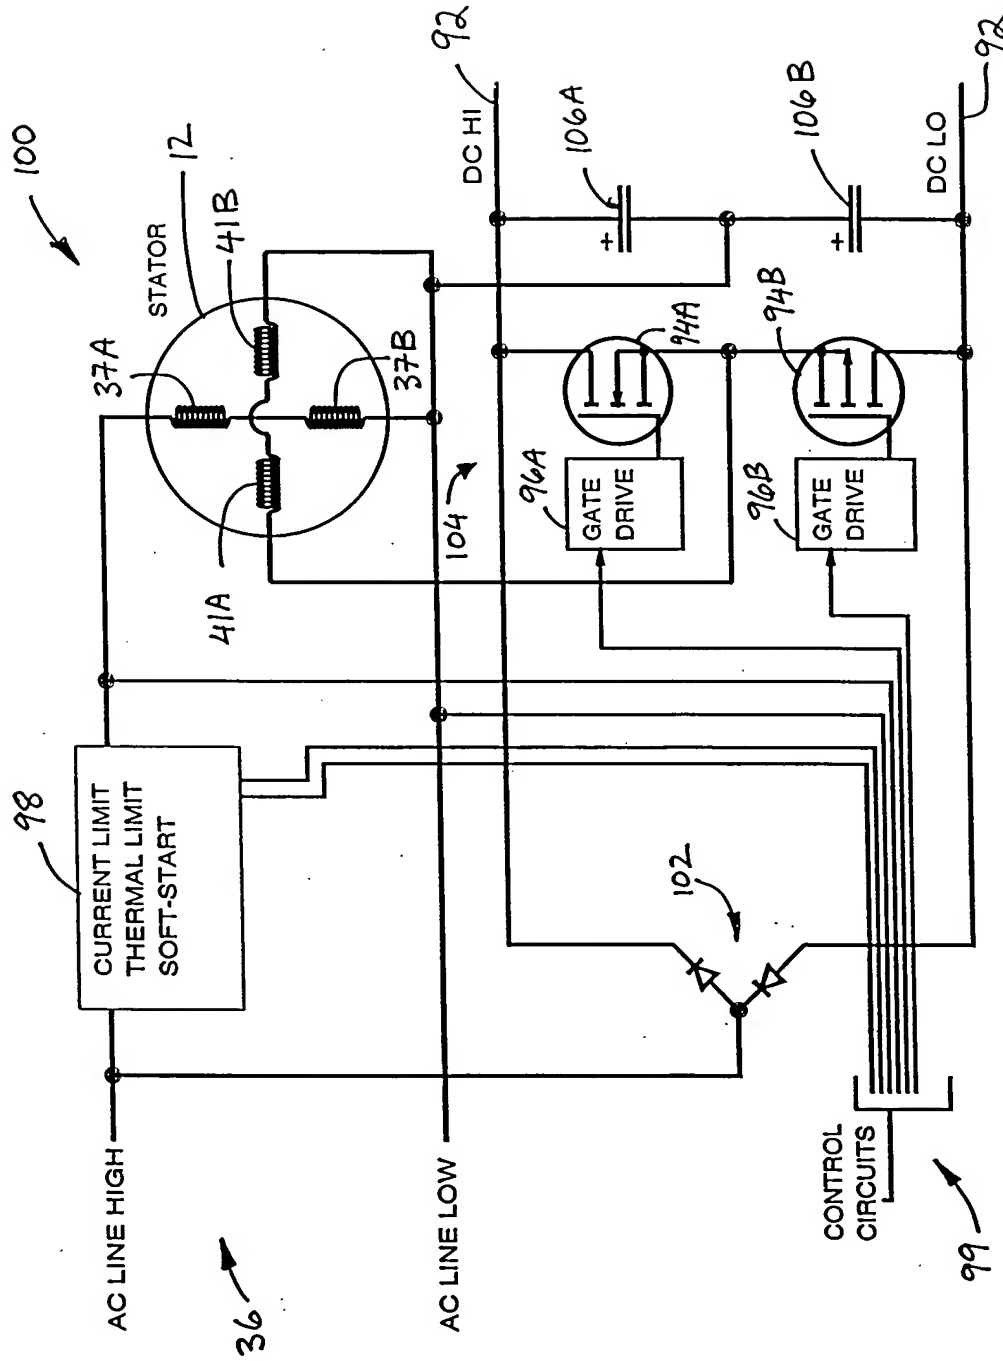 100
12
STATOR
37A
41B
37B
41A
98
CURRENT LIMIT
THERMAL LIMIT
SOFT-START
AC LINE HIGH
36
AC LINE LOW
92
DC HI
106A
+
104
96A
GATE
DRIVE
94A
106B
+
96B
GATE
DRIVE
94B
DC LO
92
102
CONTROL
CIRCUITS
99